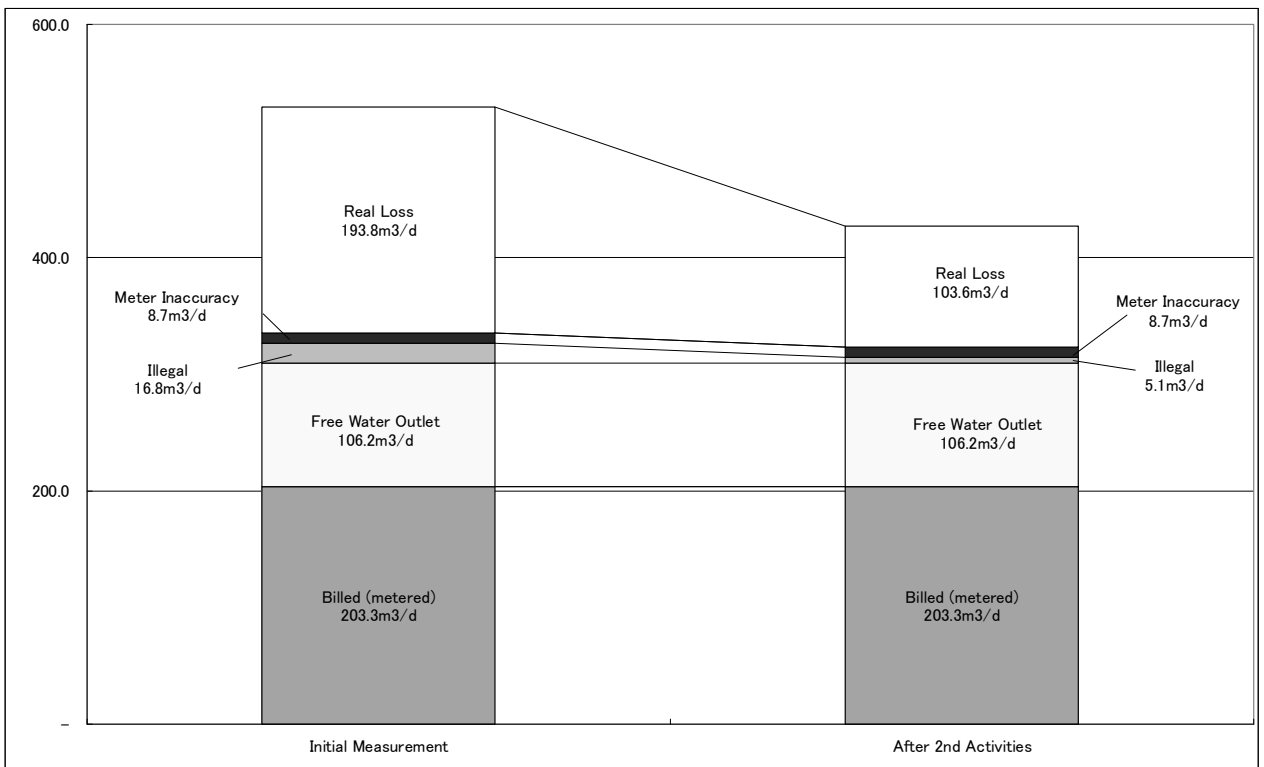 600.0
400.0
200.0
–
Real Loss
193.8m3/d
Meter Inaccuracy
8.7m3/d
Illegal
16.8m3/d
Free Water Outlet
106.2m3/d
Billed (metered)
203.3m3/d
Real Loss
103.6m3/d
Meter Inaccuracy
8.7m3/d
Illegal
5.1m3/d
Free Water Outlet
106.2m3/d
Billed (metered)
203.3m3/d
Initial Measurement
After 2nd Activities